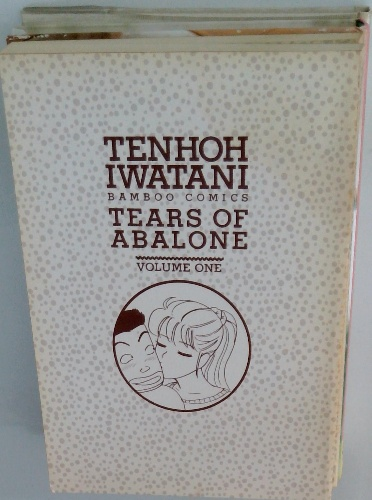 TENHOH
IWATANI
BAMBOO COMICS
TEARS OF
ABALONE
VOLUME ONE